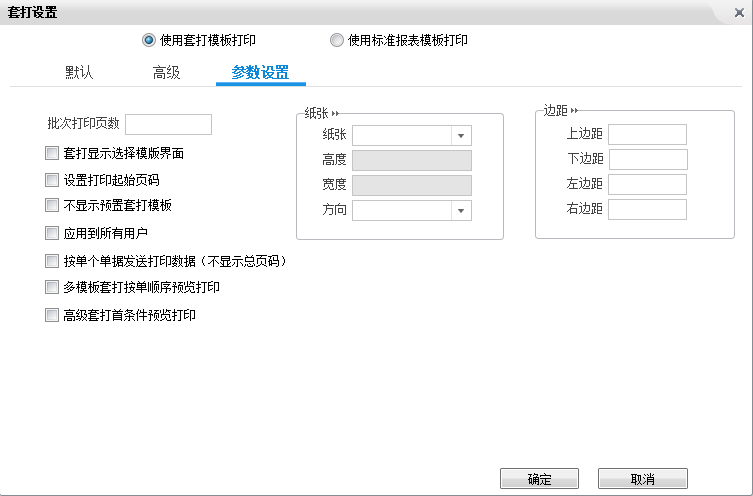 套打设置
使用套打模板打印 使用标准报表模板打印
默认 高级 参数设置
批次打印页数
套打显示选择模版界面
设置打印起始页码
不显示预置套打模板
应用到所有用户
按单个单据发送打印数据（不显示总页码）
多模板套打按单顺序预览打印
高级套打首条件预览打印
纸张
纸张
高度
宽度
方向
边距
上边距
下边距
左边距
右边距
确定 取消